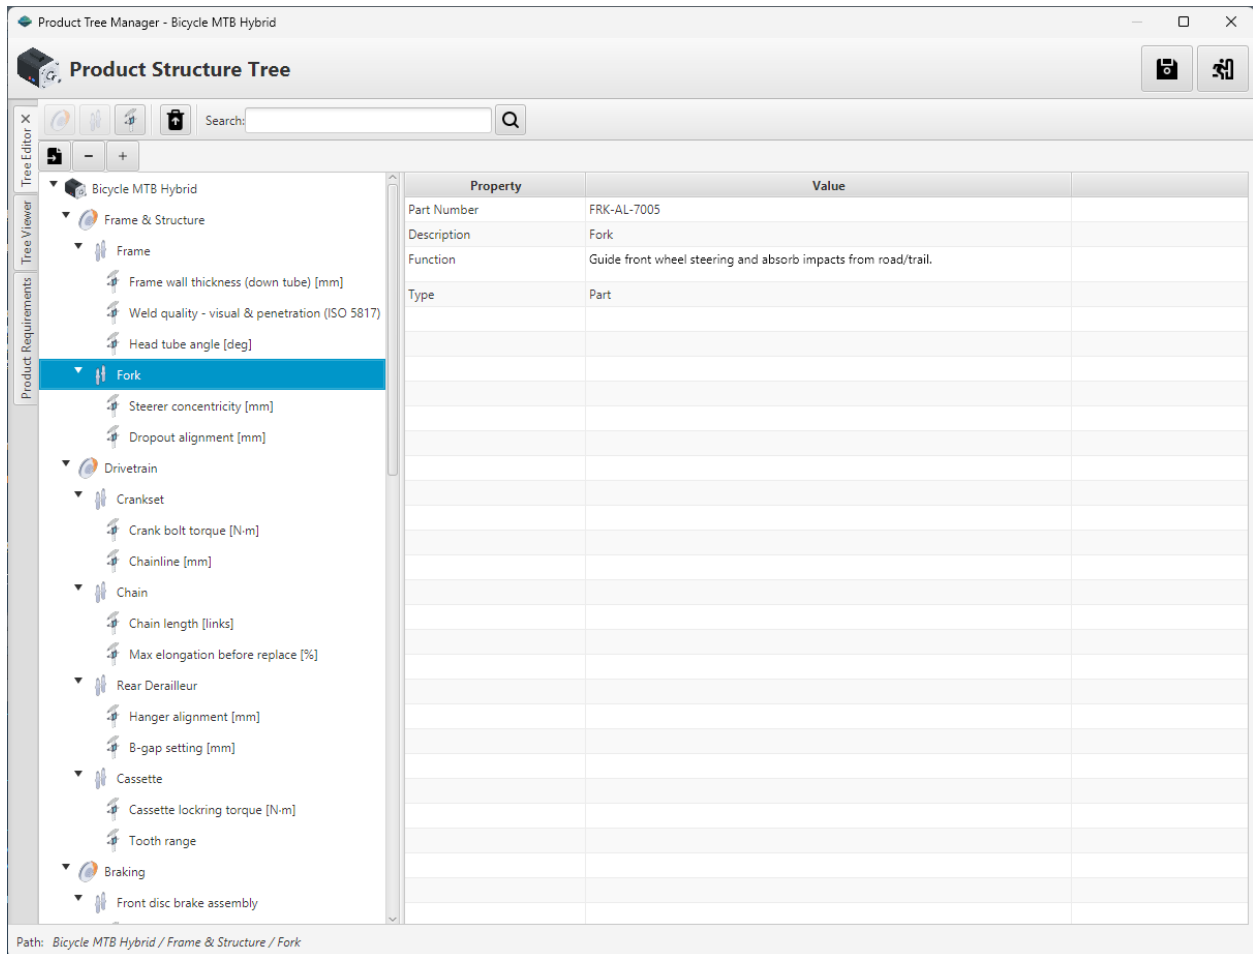 Product Tree Manager - Bicycle MTB Hybrid
Product Structure Tree
Tree Editor
Tree Viewer
Product Requirements
Search:
Bicycle MTB Hybrid
Frame & Structure
Frame
Frame wall thickness (down tube) [mm]
Weld quality - visual & penetration (ISO 5817)
Head tube angle [deg]
Fork
Steerer concentricity [mm]
Dropout alignment [mm]
Drivetrain
Crankset
Crank bolt torque [N·m]
Chainline [mm]
Chain
Chain length [links]
Max elongation before replace [%]
Rear Derailleur
Hanger alignment [mm]
B-gap setting [mm]
Cassette
Cassette lockring torque [N·m]
Tooth range
Braking
Front disc brake assembly
Property Value
Part Number FRK-AL-7005
Description Fork
Function Guide front wheel steering and absorb impacts from road/trail.
Type Part
Path: Bicycle MTB Hybrid / Frame & Structure / Fork